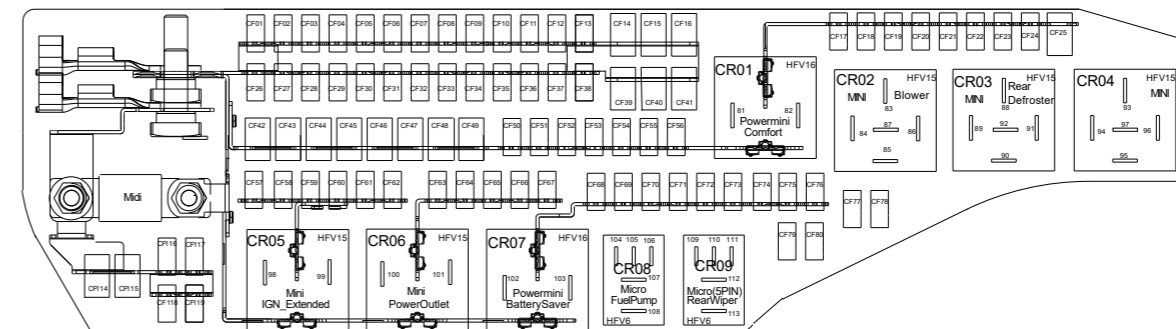 CF01 CF02 CF03 CF04 CF05 CF06 CF07 CF08 CF09 CF10 CF11 CF12 CF13 CF14 CF15 CF16
CF17 CF18 CF19 CF20 CF21 CF22 CF23 CF24 CF25
CF26 CF27 CF28 CF29 CF30 CF31 CF32 CF33 CF34 CF35 CF36 CF37 CF38
CF39 CF40 CF41
CR01 HFV16
81 82
Powermini
Comfort
CR02 HFV15
MINI Blower
83
84 87 86
85
CR03 HFV15
MINI Rear
Defroster
88
89 92 91
90
CR04 HFV15
MINI
93
94 97 96
95
CF42 CF43 CF44 CF45 CF46 CF47 CF48 CF49 CF50 CF51 CF52 CF53 CF54 CF55 CF56
Midi
CF57 CF58 CF59 CF60 CF61 CF62 CF63 CF64 CF65 CF66 CF67 CF68 CF69 CF70 CF71 CF72 CF73 CF74 CF75 CF76
CF77 CF78
CF79 CF80
CPI16 CPI17
CPI14 CPI15
CF118 CPI19
CR05 HFV15
98 99
Mini
IGN_Extended
CR06 HFV15
100 101
Mini
PowerOutlet
CR07 HFV16
102 103
Powermini
BatterySaver
104 105 106
CR08
107
Micro
FuelPump
108
HFV6
109 110 111
CR09
112
Micro(5PIN)
RearWiper
113
HFV6